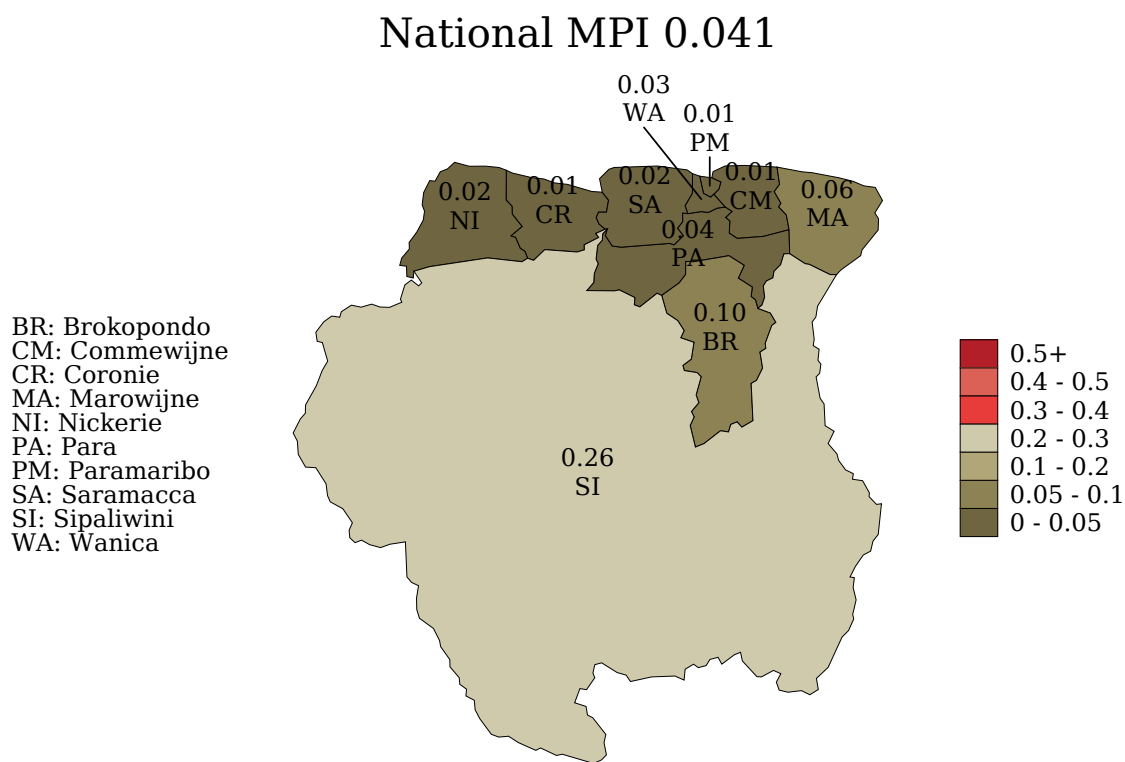 National MPI 0.041
0.03
WA
0.01
PM
0.02
NI
0.01
CR
0.02
SA
0.01
CM
0.06
MA
0.04
PA
0.10
BR
0.26
SI
BR: Brokopondo
CM: Commewijne
CR: Coronie
MA: Marowijne
NI: Nickerie
PA: Para
PM: Paramaribo
SA: Saramacca
SI: Sipaliwini
WA: Wanica
0.5+
0.4 - 0.5
0.3 - 0.4
0.2 - 0.3
0.1 - 0.2
0.05 - 0.1
0 - 0.05